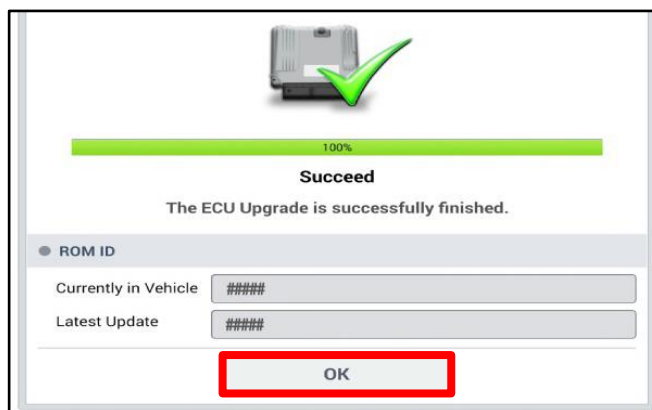 100%
Succeed
The ECU Upgrade is successfully finished.
ROM ID
Currently in Vehicle #####
Latest Update #####
OK